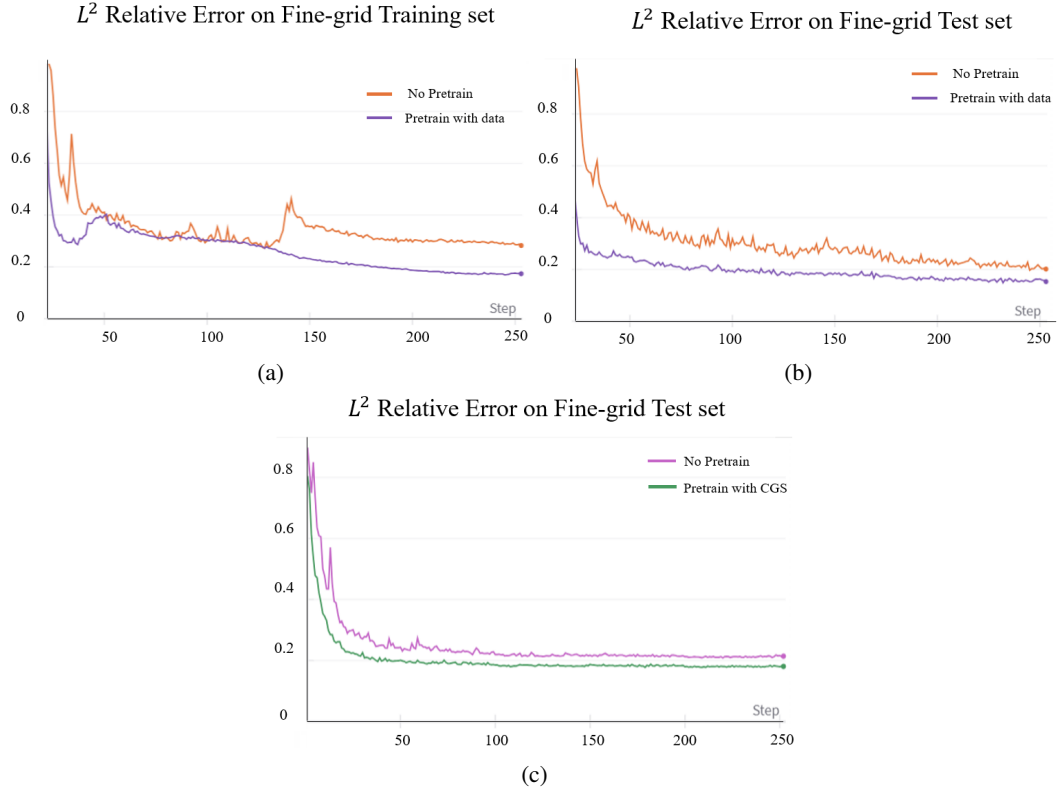 L² Relative Error on Fine-grid Training set
No Pretrain
Pretrain with data
0.8
0.6
0.4
0.2
0
Step
50
100
150
200
250
(a)
L² Relative Error on Fine-grid Test set
No Pretrain
Pretrain with data
0.8
0.6
0.4
0.2
0
Step
50
100
150
200
250
(b)
L² Relative Error on Fine-grid Test set
No Pretrain
Pretrain with CGS
0.8
0.6
0.4
0.2
0
Step
50
100
150
200
250
(c)